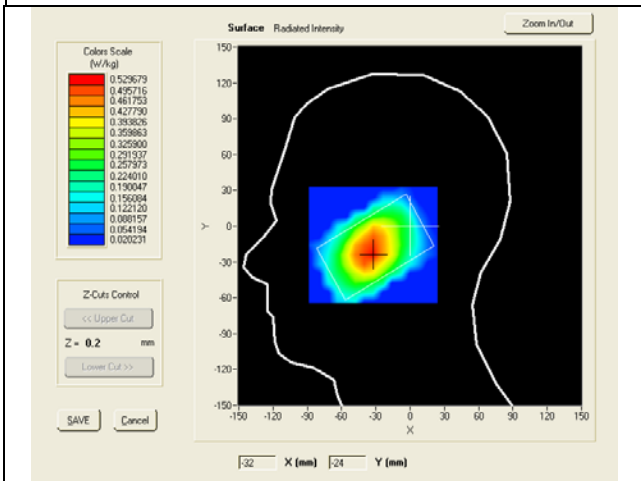 Surface Radiated Intensity
Zoom In/Out
Colors Scale
(W/kg)
0.529679
0.495716
0.461753
0.427790
0.393826
0.359863
0.325900
0.291937
0.257973
0.224010
0.190047
0.156084
0.122120
0.088157
0.054194
0.020231
Z-Cuts Control
<< Upper Cut
Z = 0.2 mm
Lower Cut >>
SAVE Cancel
150
120
90
60
30
0
-30
-60
-90
-120
-150
Y
-150 -120 -90 -60 -30 0 30 60 90 120 150
X
-32 X (mm) -24 Y (mm)